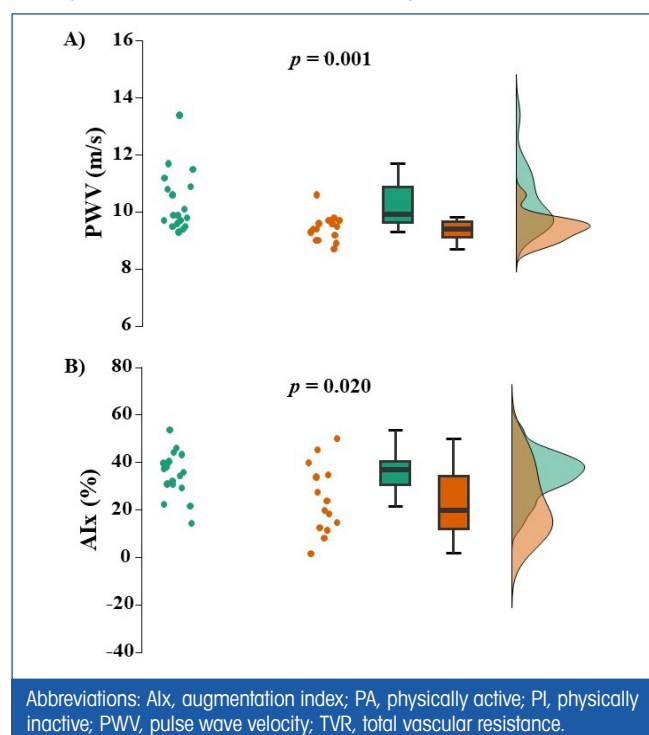 A)
p = 0.001
PWV (m/s)
16
14
12
10
8
6
B)
p = 0.020
AIx (%)
80
60
40
20
0
-20
-40
Abbreviations: AIx, augmentation index; PA, physically active; PI, physically
inactive; PWV, pulse wave velocity; TVR, total vascular resistance.